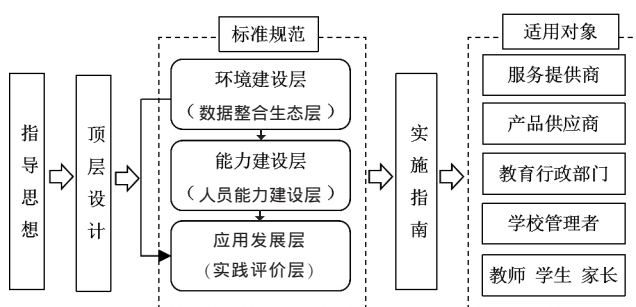 指导思想
顶层设计
标准规范
环境建设层
（数据整合生态层）
能力建设层
（人员能力建设层）
应用发展层
（实践评价层）
实施指南
适用对象
服务提供商
产品供应商
教育行政部门
学校管理者
教师 学生 家长